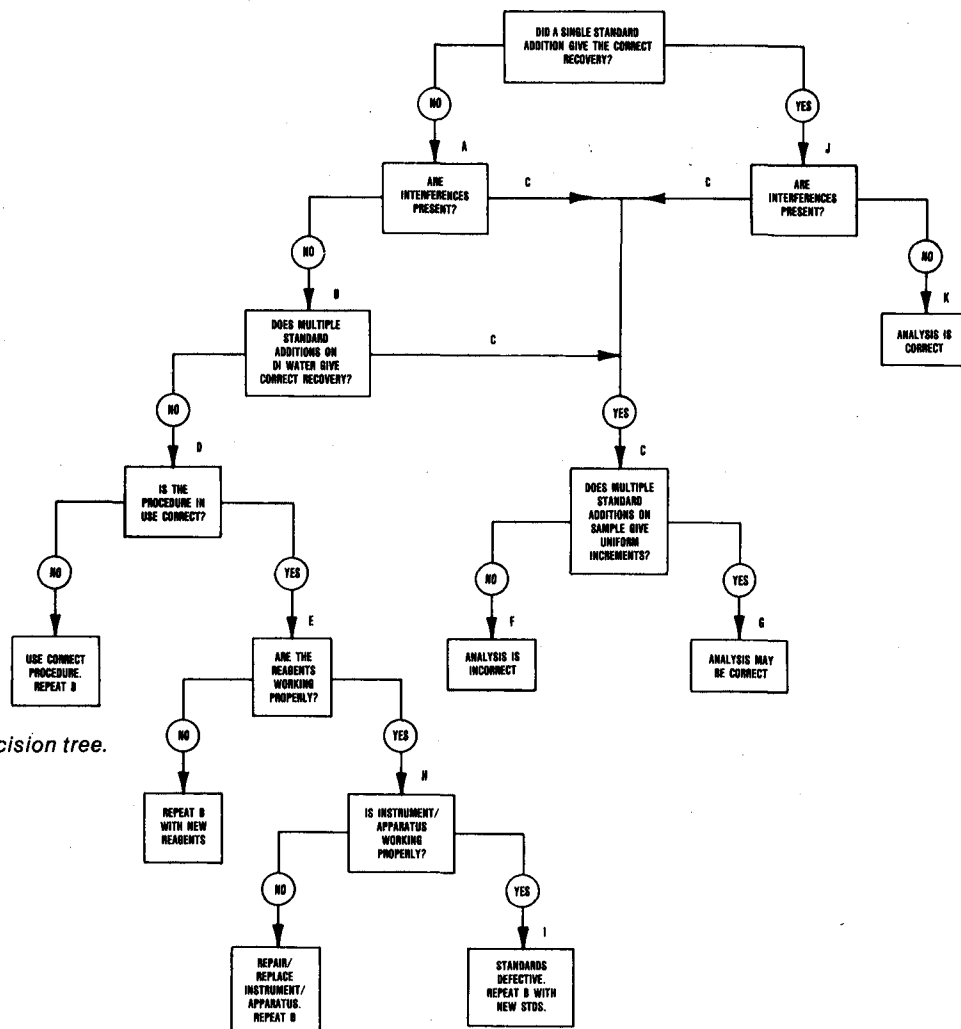 DID A SINGLE STANDARD
ADDITION GIVE THE CORRECT
RECOVERY?
NO
YES
A
J
ARE
INTERFERENCES
PRESENT?
C
C
ARE
INTERFERENCES
PRESENT?
NO
NO
B
K
DOES MULTIPLE
STANDARD
ADDITIONS ON
DI WATER GIVE
CORRECT RECOVERY?
C
ANALYSIS IS
CORRECT
NO
YES
D
C
IS THE
PROCEDURE IN
USE CORRECT?
DOES MULTIPLE
STANDARD
ADDITIONS ON
SAMPLE GIVE
UNIFORM
INCREMENTS?
NO
YES
NO
YES
E
F
G
USE CORRECT
PROCEDURE.
REPEAT B
ARE THE
REAGENTS
WORKING
PROPERLY?
ANALYSIS IS
INCORRECT
ANALYSIS MAY
BE CORRECT
cision tree.
NO
YES
H
REPEAT B
WITH NEW
REAGENTS
IS INSTRUMENT/
APPARATUS
WORKING
PROPERLY?
NO
YES
I
REPAIR/
REPLACE
INSTRUMENT/
APPARATUS.
REPEAT B
STANDARDS
DEFECTIVE.
REPEAT B WITH
NEW STDS.